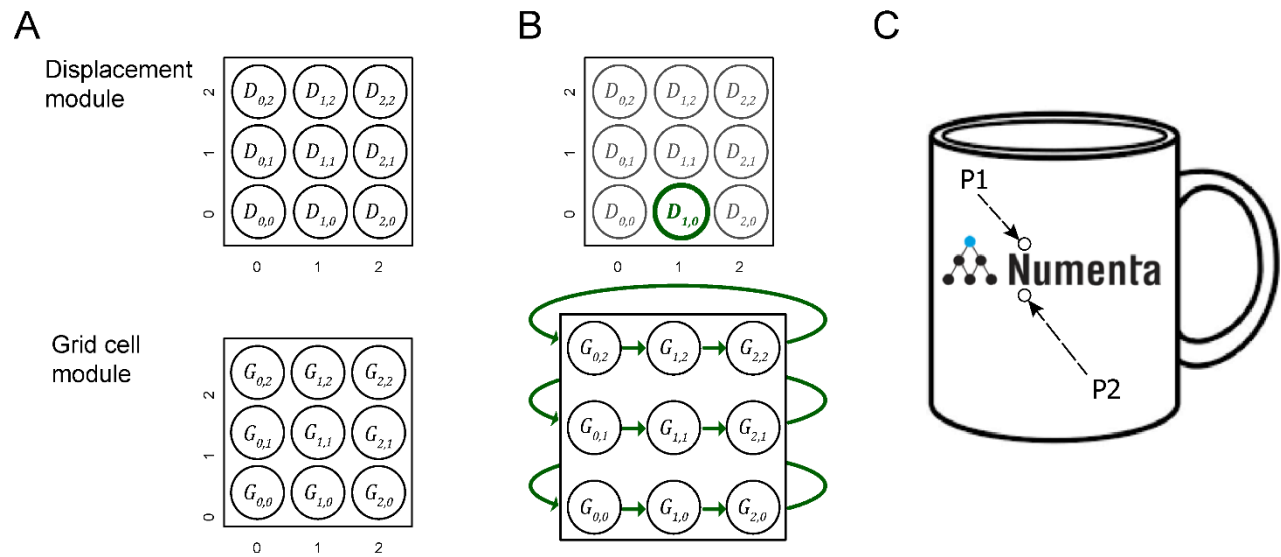 A
Displacement
module
2
D0,2 D1,2 D2,2
1
D0,1 D1,1 D2,1
0
D0,0 D1,0 D2,0
0 1 2
Grid cell
module
2
G0,2 G1,2 G2,2
1
G0,1 G1,1 G2,1
0
G0,0 G1,0 G2,0
0 1 2
B
2
D0,2 D1,2 D2,2
1
D0,1 D1,1 D2,1
0
D0,0 D1,0 D2,0
0 1 2
G0,2 G1,2 G2,2
G0,1 G1,1 G2,1
G0,0 G1,0 G2,0
C
P1
Numenta
P2